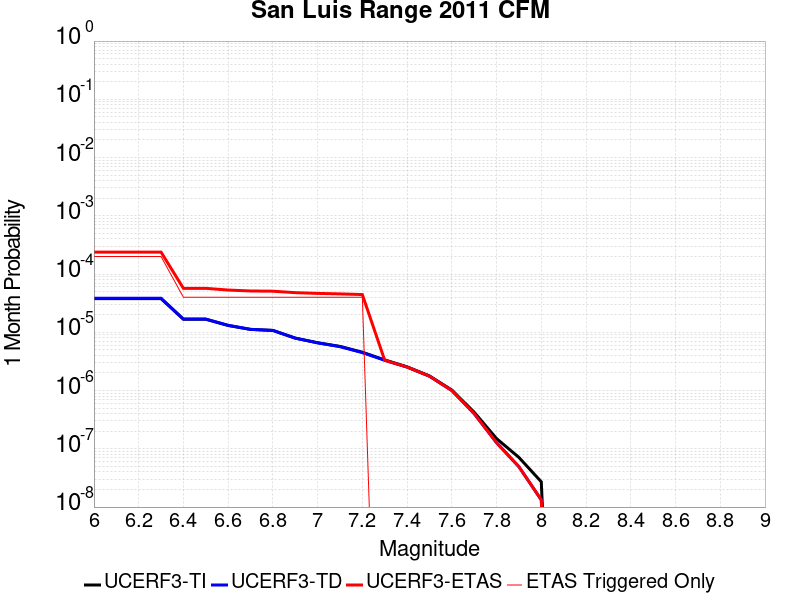 San Luis Range 2011 CFM
10^0
10^-1
10^-2
10^-3
10^-4
10^-5
10^-6
10^-7
10^-8
1 Month Probability
6 6.2 6.4 6.6 6.8 7 7.2 7.4 7.6 7.8 8 8.2 8.4 8.6 8.8 9
Magnitude
UCERF3-TI UCERF3-TD UCERF3-ETAS ETAS Triggered Only